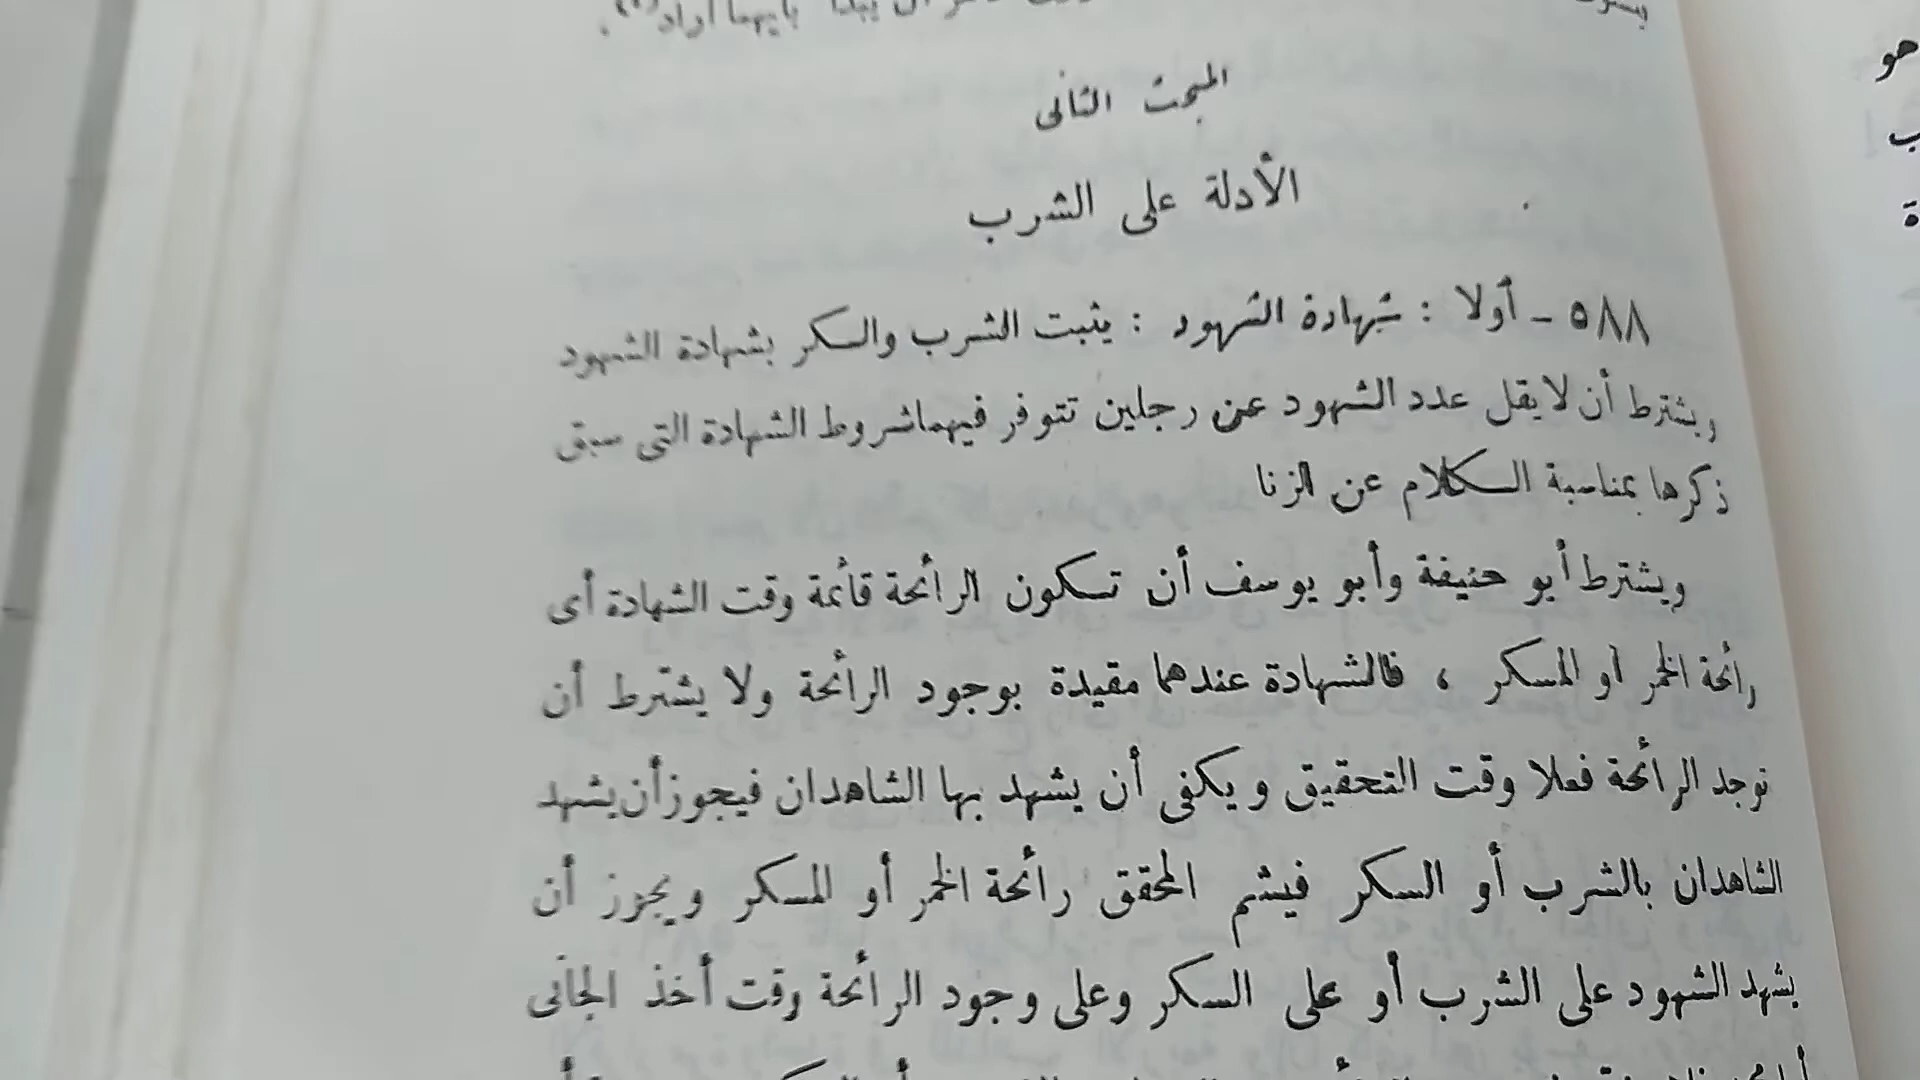 بأيهما أراد
المبحث الثانى
الأدلة على الشرب
٥٨٨ - أولا : شهادة الشهود : يثبت الشرب والسكر بشهادة الشهود
ويشترط أن لا يقل عدد الشهود عن رجلين تتوفر فيهما شروط الشهادة التى سبق
ذكرها بمناسبة الكلام عن الزنا
ويشترط أبو حنيفة وأبو يوسف أن تكون الرائحة قائمة وقت الشهادة أى
رائحة الخمر أو المسكر ، فالشهادة عندهما مقيدة بوجود الرائحة ولا يشترط أن
توجد الرائحة فعلا وقت التحقيق ويكفى أن يشهد بها الشاهدان فيجوز أن يشهد
الشاهدان بالشرب أو السكر فيشم المحقق رائحة الخمر أو المسكر ويجوز أن
يشهد الشهود على الشرب أو على السكر وعلى وجود الرائحة وقت أخذ الجانى
هو
ب
ة